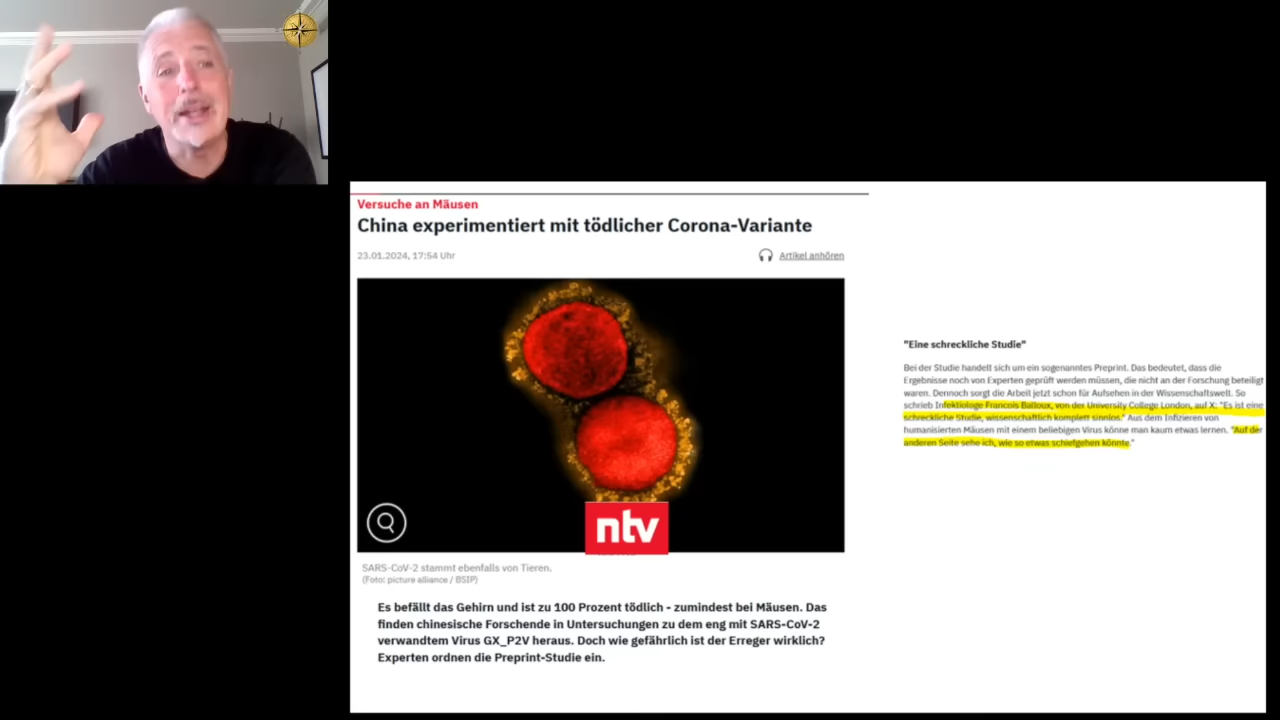 Versuche an Mäusen
China experimentiert mit tödlicher Corona-Variante
23.01.2024, 17:54 Uhr
Artikel anhören
ntv
SARS-CoV-2 stammt ebenfalls von Tieren.
(Foto: picture alliance / BSIP)
Es befällt das Gehirn und ist zu 100 Prozent tödlich - zumindest bei Mäusen. Das
finden chinesische Forschende in Untersuchungen zu dem eng mit SARS-CoV-2
verwandtem Virus GX_P2V heraus. Doch wie gefährlich ist der Erreger wirklich?
Experten ordnen die Preprint-Studie ein.
"Eine schreckliche Studie"
Bei der Studie handelt sich um ein sogenanntes Preprint. Das bedeutet, dass die
Ergebnisse noch von Experten geprüft werden müssen, die nicht an der Forschung beteiligt
waren. Dennoch sorgt die Arbeit jetzt schon für Aufsehen in der Wissenschaftswelt. So
schrieb Infektiologe Francois Balloux, von der University College London, auf X: "Es ist eine
schreckliche Studie, wissenschaftlich komplett sinnlos." Aus dem Infizieren von
humanisierten Mäusen mit einem beliebigen Virus könne man kaum etwas lernen. "Auf der
anderen Seite sehe ich, wie so etwas schiefgehen könnte."